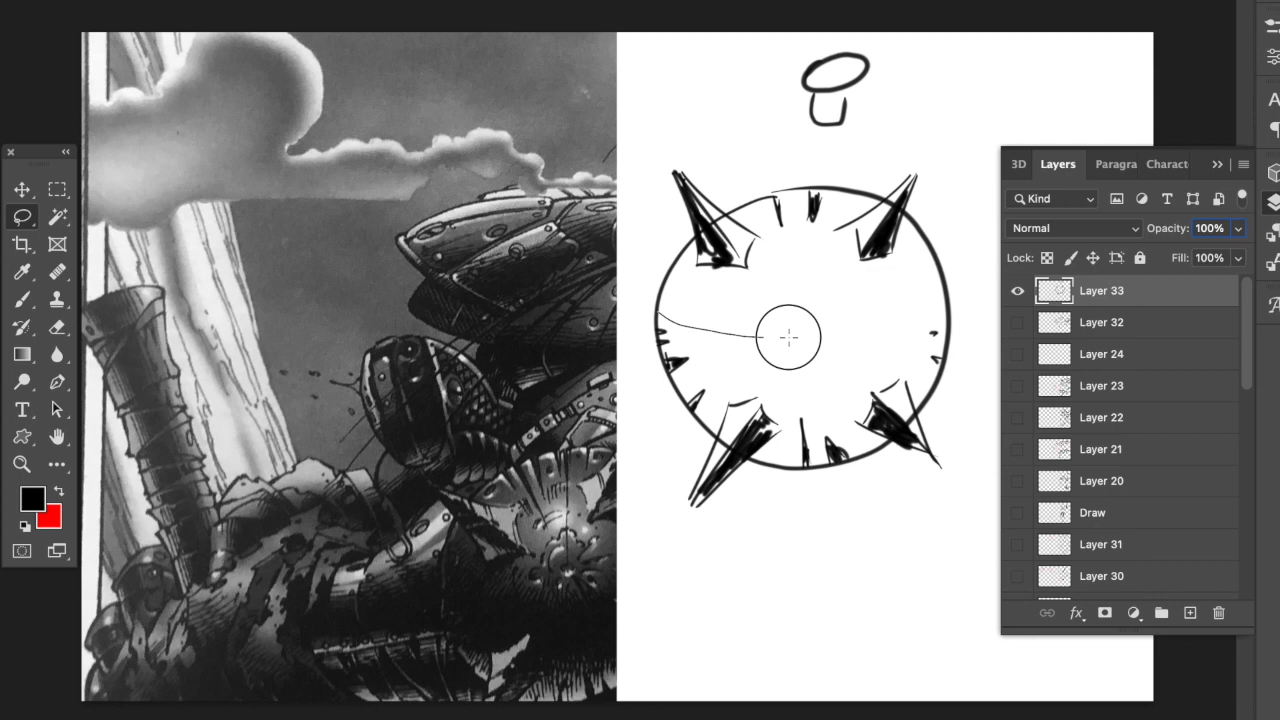 3D Layers Paragra Charact
Kind
Normal Opacity: 100%
Lock: Fill: 100%
Layer 33
Layer 32
Layer 24
Layer 23
Layer 22
Layer 21
Layer 20
Draw
Layer 31
Layer 30
fx